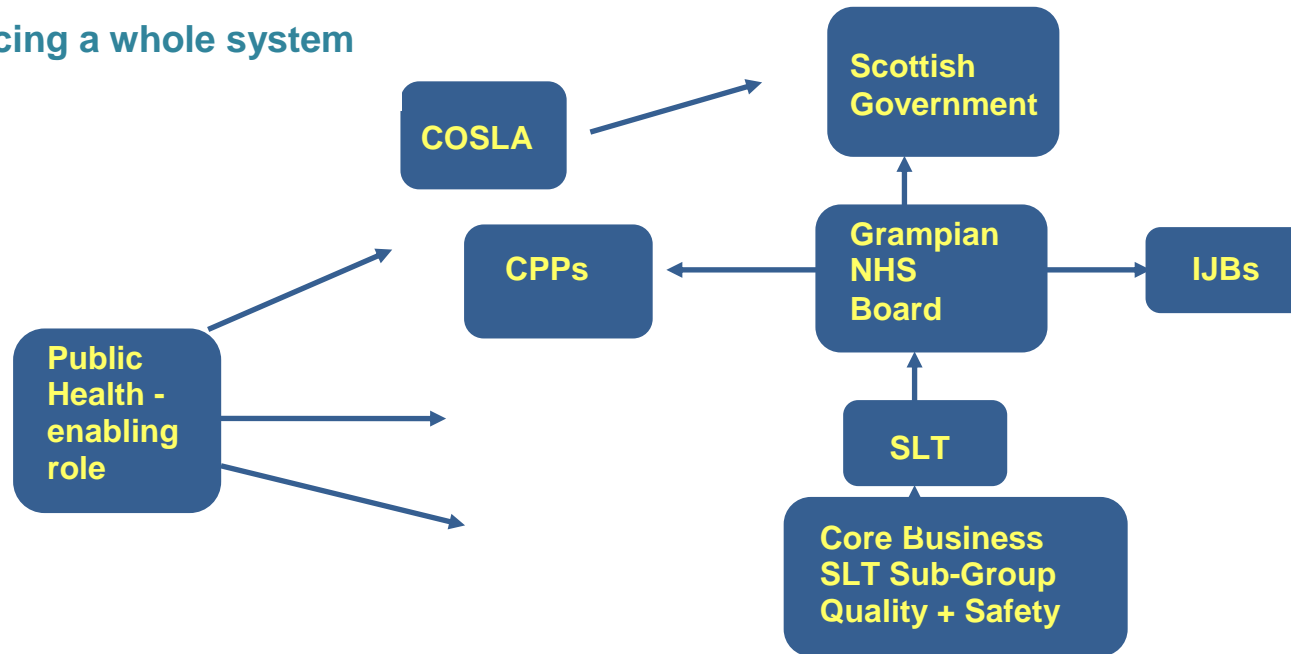 cing a whole system
Scottish
Government
COSLA
Grampian
NHS
Board
CPPs
IJBs
Public
Health -
enabling
role
SLT
Core Business
SLT Sub-Group
Quality + Safety